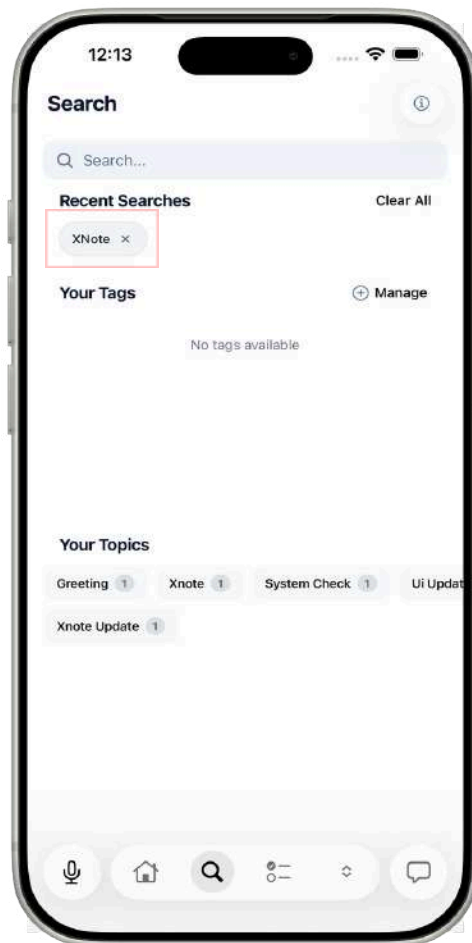 12:13
Search
Search...
Recent Searches Clear All
XNote ×
Your Tags Manage
No tags available
Your Topics
Greeting 1 Xnote 1 System Check 1 Ui Updat
Xnote Update 1